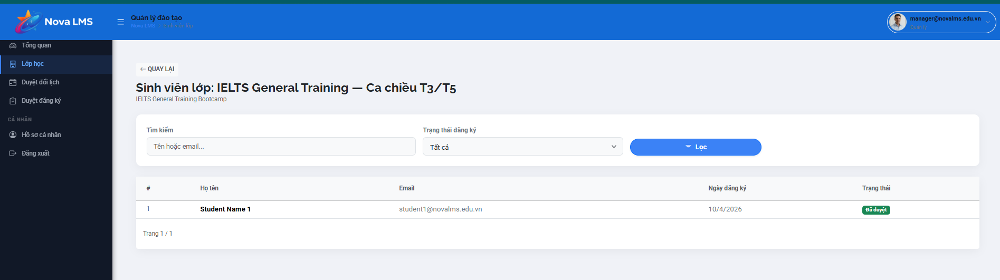 Nova LMS
Quản lý đào tạo
Nova LMS > Sinh viên lớp
manager@novalms.edu.vn
Quản lý
Tổng quan
Lớp học
Duyệt đổi lịch
Duyệt đăng ký
CÁ NHÂN
Hồ sơ cá nhân
Đăng xuất
← QUAY LẠI
Sinh viên lớp: IELTS General Training — Ca chiều T3/T5
IELTS General Training Bootcamp
Tìm kiếm
Trạng thái đăng ký
Tên hoặc email...
Tất cả
Lọc
# Họ tên Email Ngày đăng ký Trạng thái
1 Student Name 1 student1@novalms.edu.vn 10/4/2026 Đã duyệt
Trang 1 / 1